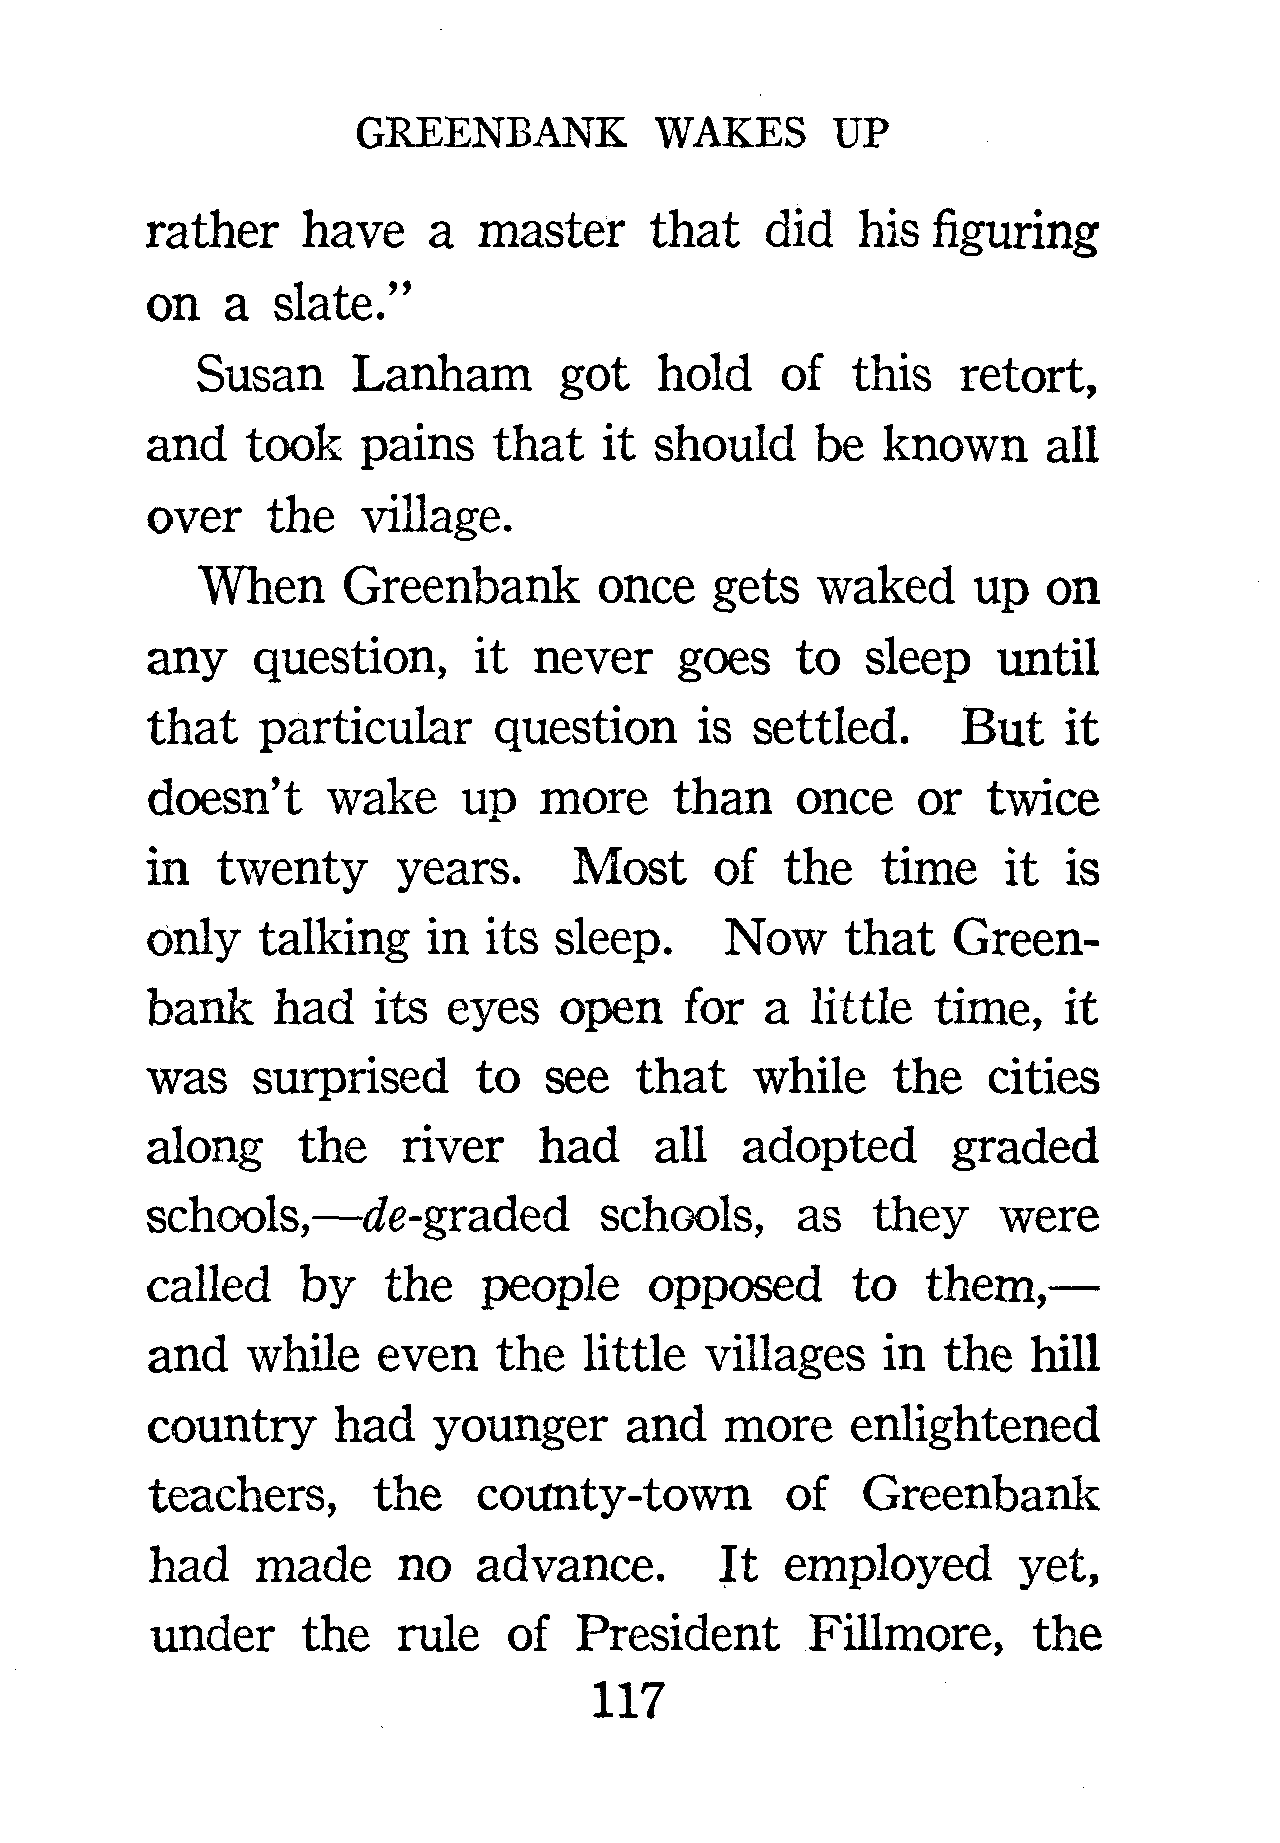 GREENBANK WAKES UP
rather have a master that did his figuring
on a slate.”
Susan Lanham got hold of this retort,
and took pains that it should be known all
over the village.
When Greenbank once gets waked up on
any question, it never goes to sleep until
that particular question is settled. But it
doesn’t wake up more than once or twice
in twenty years. Most of the time it is
only talking in its sleep. Now that Green-
bank had its eyes open for a little time, it
was surprised to see that while the cities
along the river had all adopted graded
schools,—de-graded schools, as they were
called by the people opposed to them,—
and while even the little villages in the hill
country had younger and more enlightened
teachers, the county-town of Greenbank
had made no advance. It employed yet,
under the rule of President Fillmore, the
117